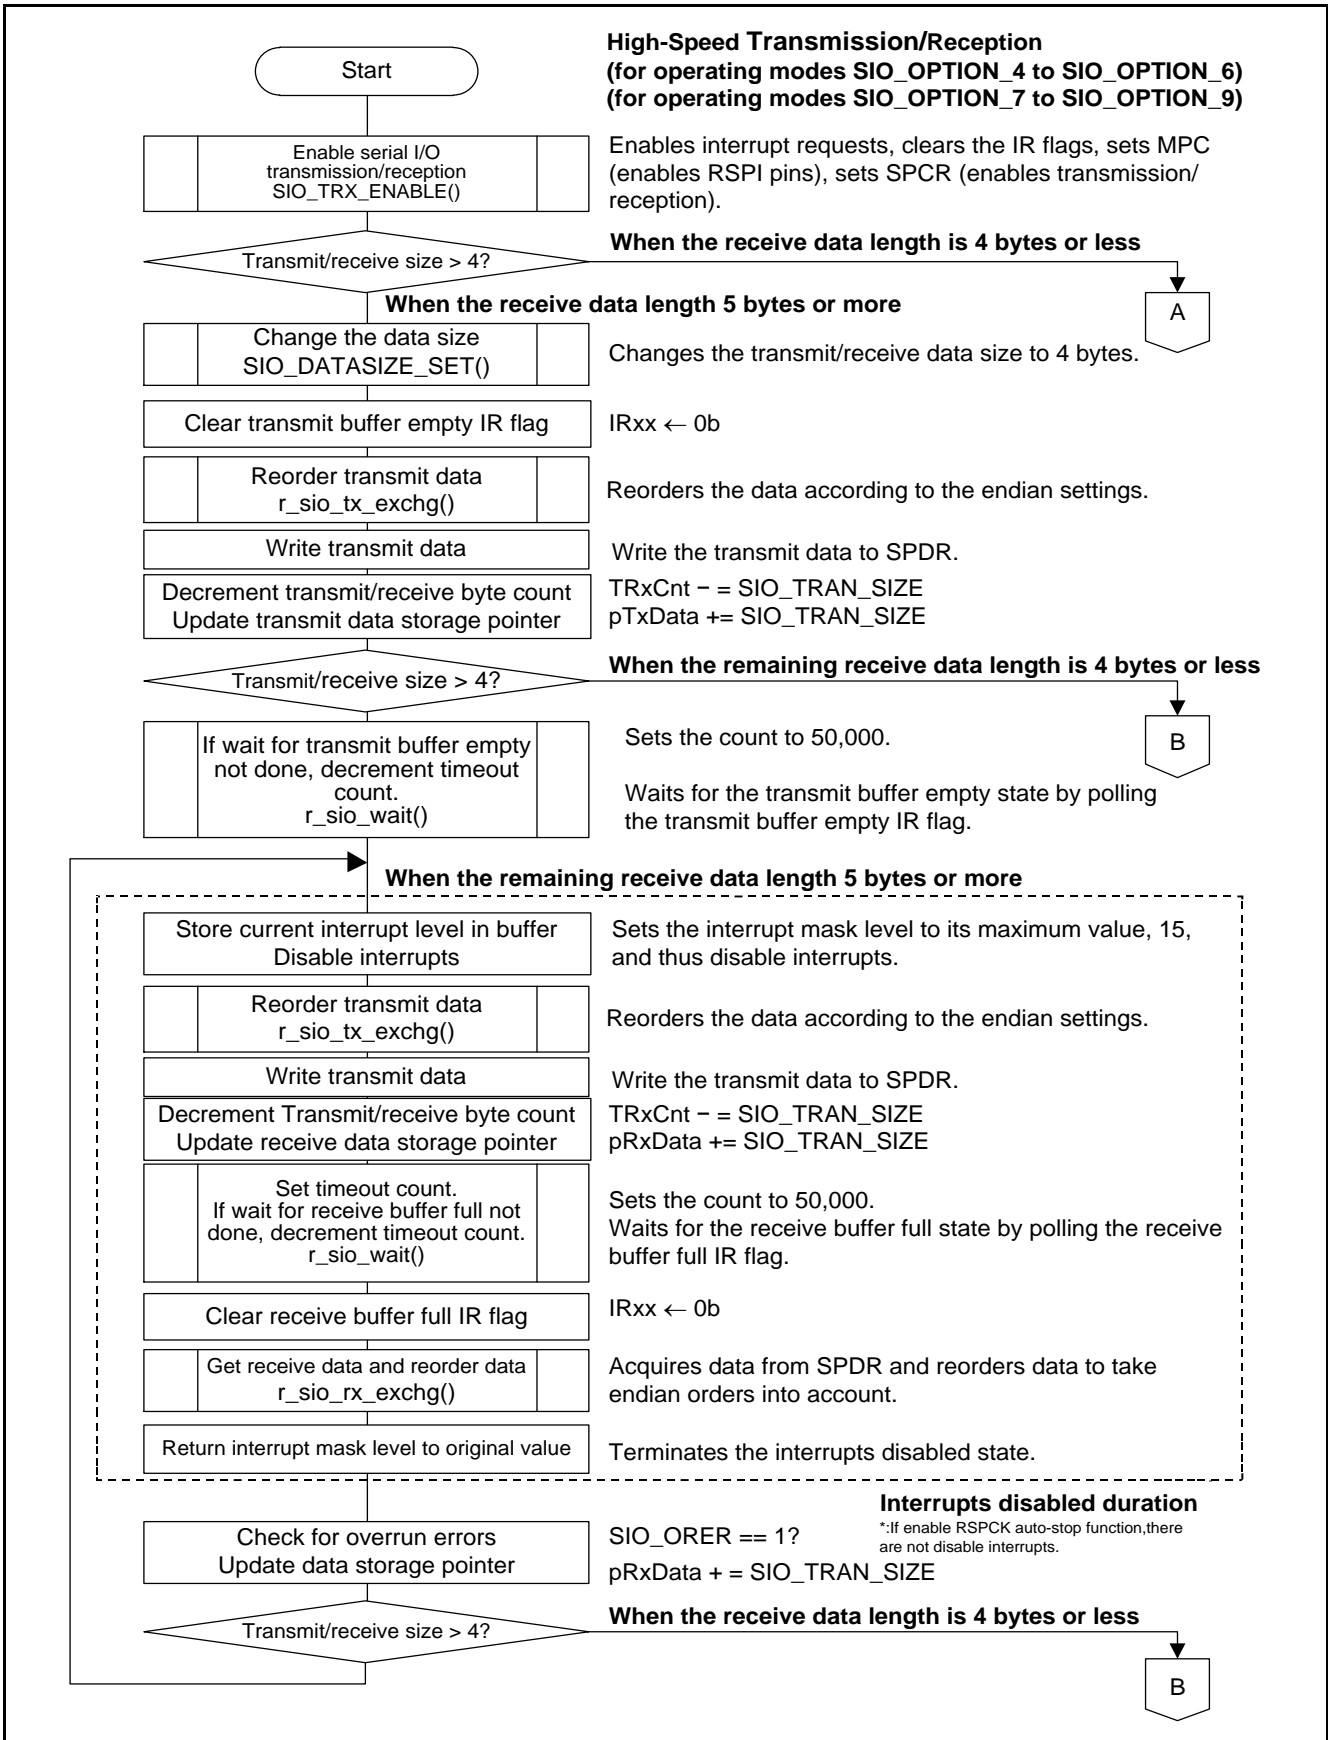 High-Speed Transmission/Reception
(for operating modes SIO_OPTION_4 to SIO_OPTION_6)
(for operating modes SIO_OPTION_7 to SIO_OPTION_9)
Start
Enable serial I/O
transmission/reception
SIO_TRX_ENABLE()
Enables interrupt requests, clears the IR flags, sets MPC
(enables RSPI pins), sets SPCR (enables transmission/
reception).
When the receive data length is 4 bytes or less
Transmit/receive size > 4?
A
When the receive data length 5 bytes or more
Change the data size
SIO_DATASIZE_SET()
Changes the transmit/receive data size to 4 bytes.
Clear transmit buffer empty IR flag
IRxx ← 0b
Reorder transmit data
r_sio_tx_exchg()
Reorders the data according to the endian settings.
Write transmit data
Write the transmit data to SPDR.
Decrement transmit/receive byte count
Update transmit data storage pointer
TRxCnt − = SIO_TRAN_SIZE
pTxData += SIO_TRAN_SIZE
When the remaining receive data length is 4 bytes or less
Transmit/receive size > 4?
B
If wait for transmit buffer empty
not done, decrement timeout
count.
r_sio_wait()
Sets the count to 50,000.
Waits for the transmit buffer empty state by polling
the transmit buffer empty IR flag.
When the remaining receive data length 5 bytes or more
Store current interrupt level in buffer
Disable interrupts
Sets the interrupt mask level to its maximum value, 15,
and thus disable interrupts.
Reorder transmit data
r_sio_tx_exchg()
Reorders the data according to the endian settings.
Write transmit data
Write the transmit data to SPDR.
Decrement Transmit/receive byte count
Update receive data storage pointer
TRxCnt − = SIO_TRAN_SIZE
pRxData += SIO_TRAN_SIZE
Set timeout count.
If wait for receive buffer full not
done, decrement timeout count.
r_sio_wait()
Sets the count to 50,000.
Waits for the receive buffer full state by polling the receive
buffer full IR flag.
Clear receive buffer full IR flag
IRxx ← 0b
Get receive data and reorder data
r_sio_rx_exchg()
Acquires data from SPDR and reorders data to take
endian orders into account.
Return interrupt mask level to original value
Terminates the interrupts disabled state.
Interrupts disabled duration
*:If enable RSPCK auto-stop function,there
are not disable interrupts.
Check for overrun errors
Update data storage pointer
SIO_ORER == 1?
pRxData + = SIO_TRAN_SIZE
When the receive data length is 4 bytes or less
Transmit/receive size > 4?
B